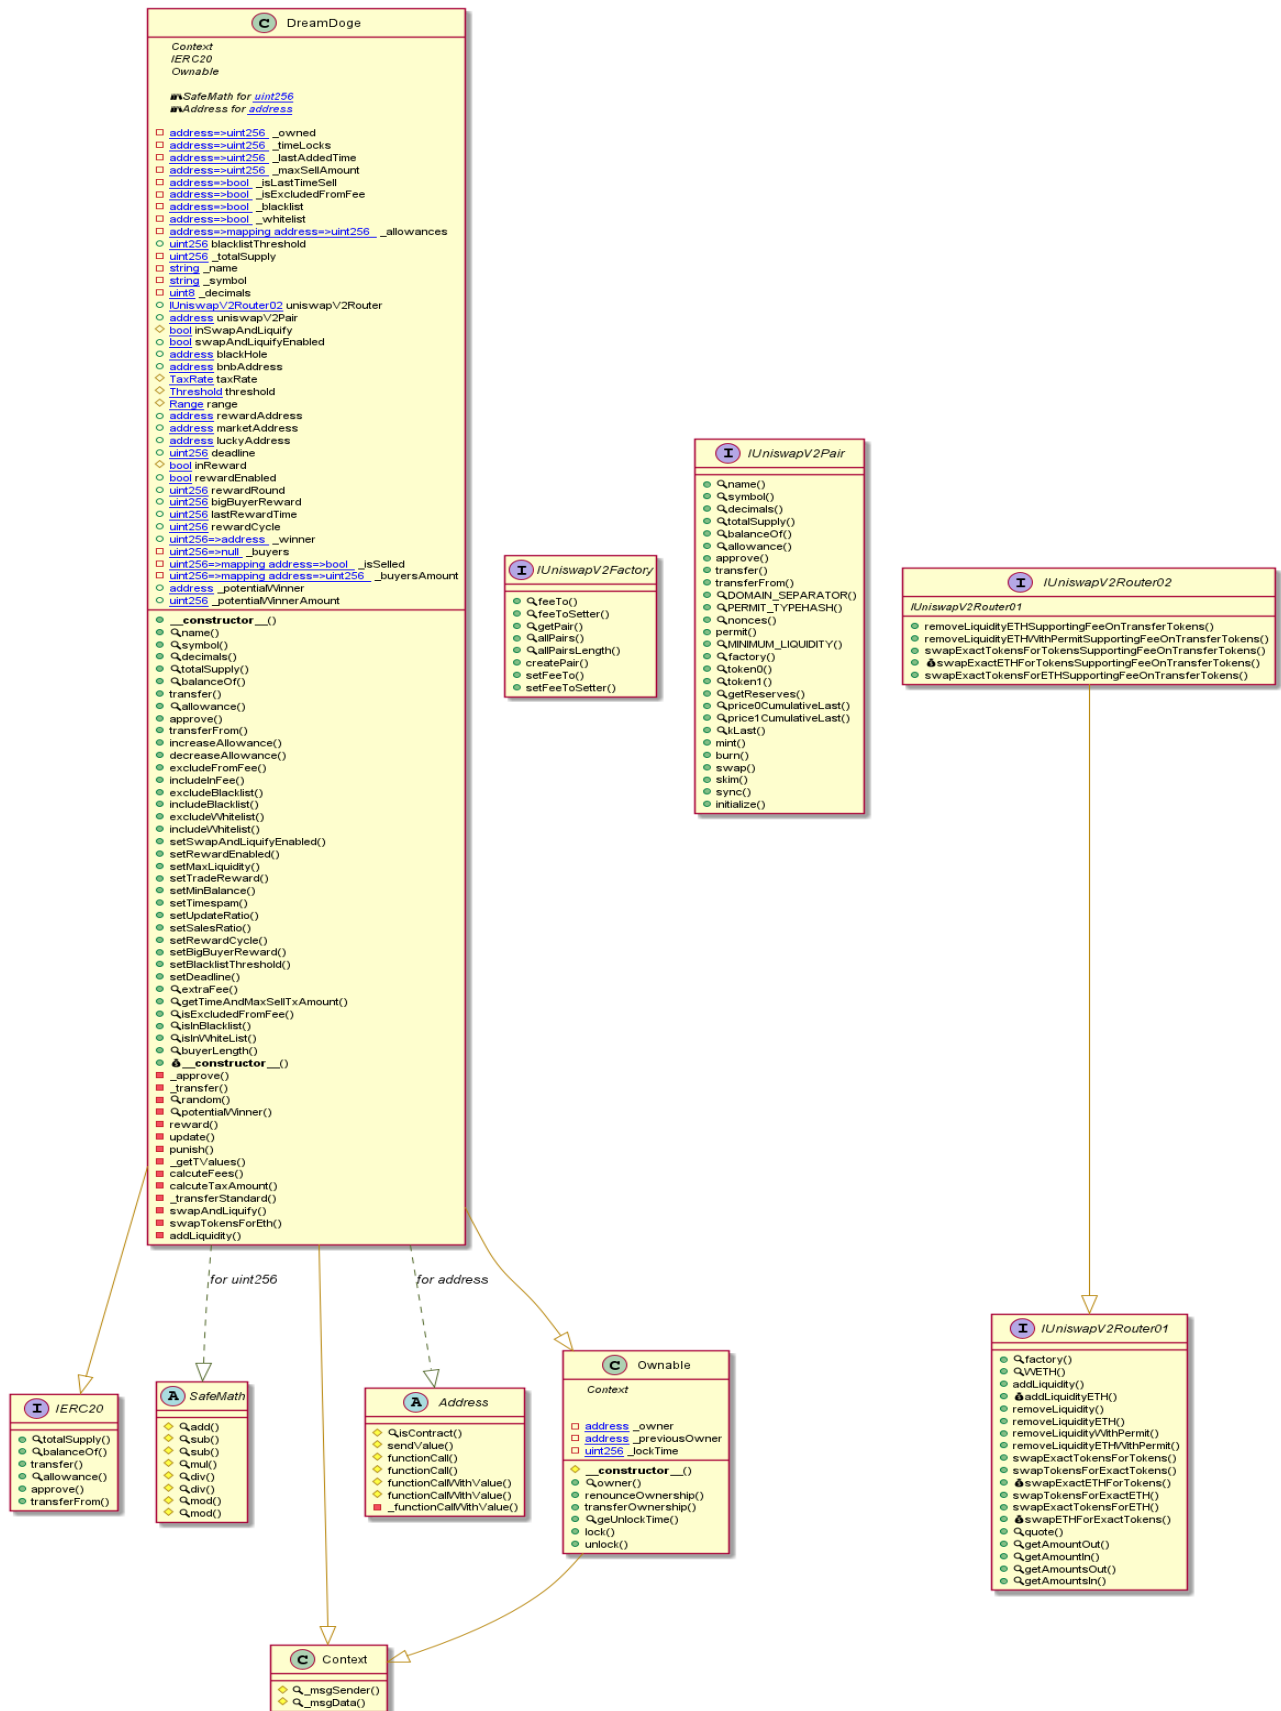 C DreamDoge
Context
IERC20
Ownable
SafeMath for uint256
Address for address
address=>uint256 _owned
address=>uint256 _timeLocks
address=>uint256 _lastAddedTime
address=>uint256 _maxSellAmount
address=>bool _isLastTimeSell
address=>bool _isExcludedFromFee
address=>bool _blacklist
address=>bool _whitelist
address=>mapping address=>uint256 _allowances
uint256 blacklistThreshold
uint256 _totalSupply
string _name
string _symbol
uint8 _decimals
IUniswapV2Router02 uniswapV2Router
address uniswapV2Pair
bool inSwapAndLiquify
bool swapAndLiquifyEnabled
address blackHole
address bnbAddress
TaxRate taxRate
Threshold threshold
Range range
address rewardAddress
address marketAddress
address luckyAddress
uint256 deadline
bool inReward
bool rewardEnabled
uint256 rewardRound
uint256 bigBuyerReward
uint256 lastRewardTime
uint256 rewardCycle
uint256=>address _winner
uint256=>null _buyers
uint256=>mapping address=>bool _isSelled
uint256=>mapping address=>uint256 _buyersAmount
address _potentialWinner
uint256 _potentialWinnerAmount
__constructor__()
name()
symbol()
decimals()
totalSupply()
balanceOf()
transfer()
allowance()
approve()
transferFrom()
increaseAllowance()
decreaseAllowance()
excludeFromFee()
includeInFee()
excludeBlacklist()
includeBlacklist()
excludeWhitelist()
includeWhitelist()
setSwapAndLiquifyEnabled()
setRewardEnabled()
setMaxLiquidity()
setTradeReward()
setMinBalance()
setTimespam()
setUpdateRatio()
setSalesRatio()
setRewardCycle()
setBigBuyerReward()
setBlacklistThreshold()
setDeadline()
extraFee()
getTimeAndMaxSellTxAmount()
isExcludedFromFee()
isInBlacklist()
isInWhiteList()
buyerLength()
__constructor__()
_approve()
_transfer()
random()
potentialWinner()
reward()
update()
punish()
_getTValues()
calcuteFees()
calcuteTaxAmount()
_transferStandard()
swapAndLiquify()
swapTokensForEth()
addLiquidity()
I IUniswapV2Factory
feeTo()
feeToSetter()
getPair()
allPairs()
allPairsLength()
createPair()
setFeeTo()
setFeeToSetter()
I IUniswapV2Pair
name()
symbol()
decimals()
totalSupply()
balanceOf()
allowance()
approve()
transfer()
transferFrom()
DOMAIN_SEPARATOR()
PERMIT_TYPEHASH()
nonces()
permit()
MINIMUM_LIQUIDITY()
factory()
token0()
token1()
getReserves()
price0CumulativeLast()
price1CumulativeLast()
kLast()
mint()
burn()
swap()
skim()
sync()
initialize()
I IUniswapV2Router02
IUniswapV2Router01
removeLiquidityETHSupportingFeeOnTransferTokens()
removeLiquidityETHWithPermitSupportingFeeOnTransferTokens()
swapExactTokensForTokensSupportingFeeOnTransferTokens()
swapExactETHForTokensSupportingFeeOnTransferTokens()
swapExactTokensForETHSupportingFeeOnTransferTokens()
for uint256
for address
I IERC20
totalSupply()
balanceOf()
transfer()
allowance()
approve()
transferFrom()
A SafeMath
add()
sub()
sub()
mul()
div()
div()
mod()
mod()
A Address
isContract()
sendValue()
functionCall()
functionCall()
functionCallWithValue()
functionCallWithValue()
_functionCallWithValue()
C Ownable
Context
address _owner
address _previousOwner
uint256 _lockTime
__constructor__()
owner()
renounceOwnership()
transferOwnership()
geUnlockTime()
lock()
unlock()
I IUniswapV2Router01
factory()
WETH()
addLiquidity()
addLiquidityETH()
removeLiquidity()
removeLiquidityETH()
removeLiquidityWithPermit()
removeLiquidityETHWithPermit()
swapExactTokensForTokens()
swapTokensForExactTokens()
swapExactETHForTokens()
swapTokensForExactETH()
swapExactTokensForETH()
swapETHForExactTokens()
quote()
getAmountOut()
getAmountIn()
getAmountsOut()
getAmountsIn()
C Context
_msgSender()
_msgData()